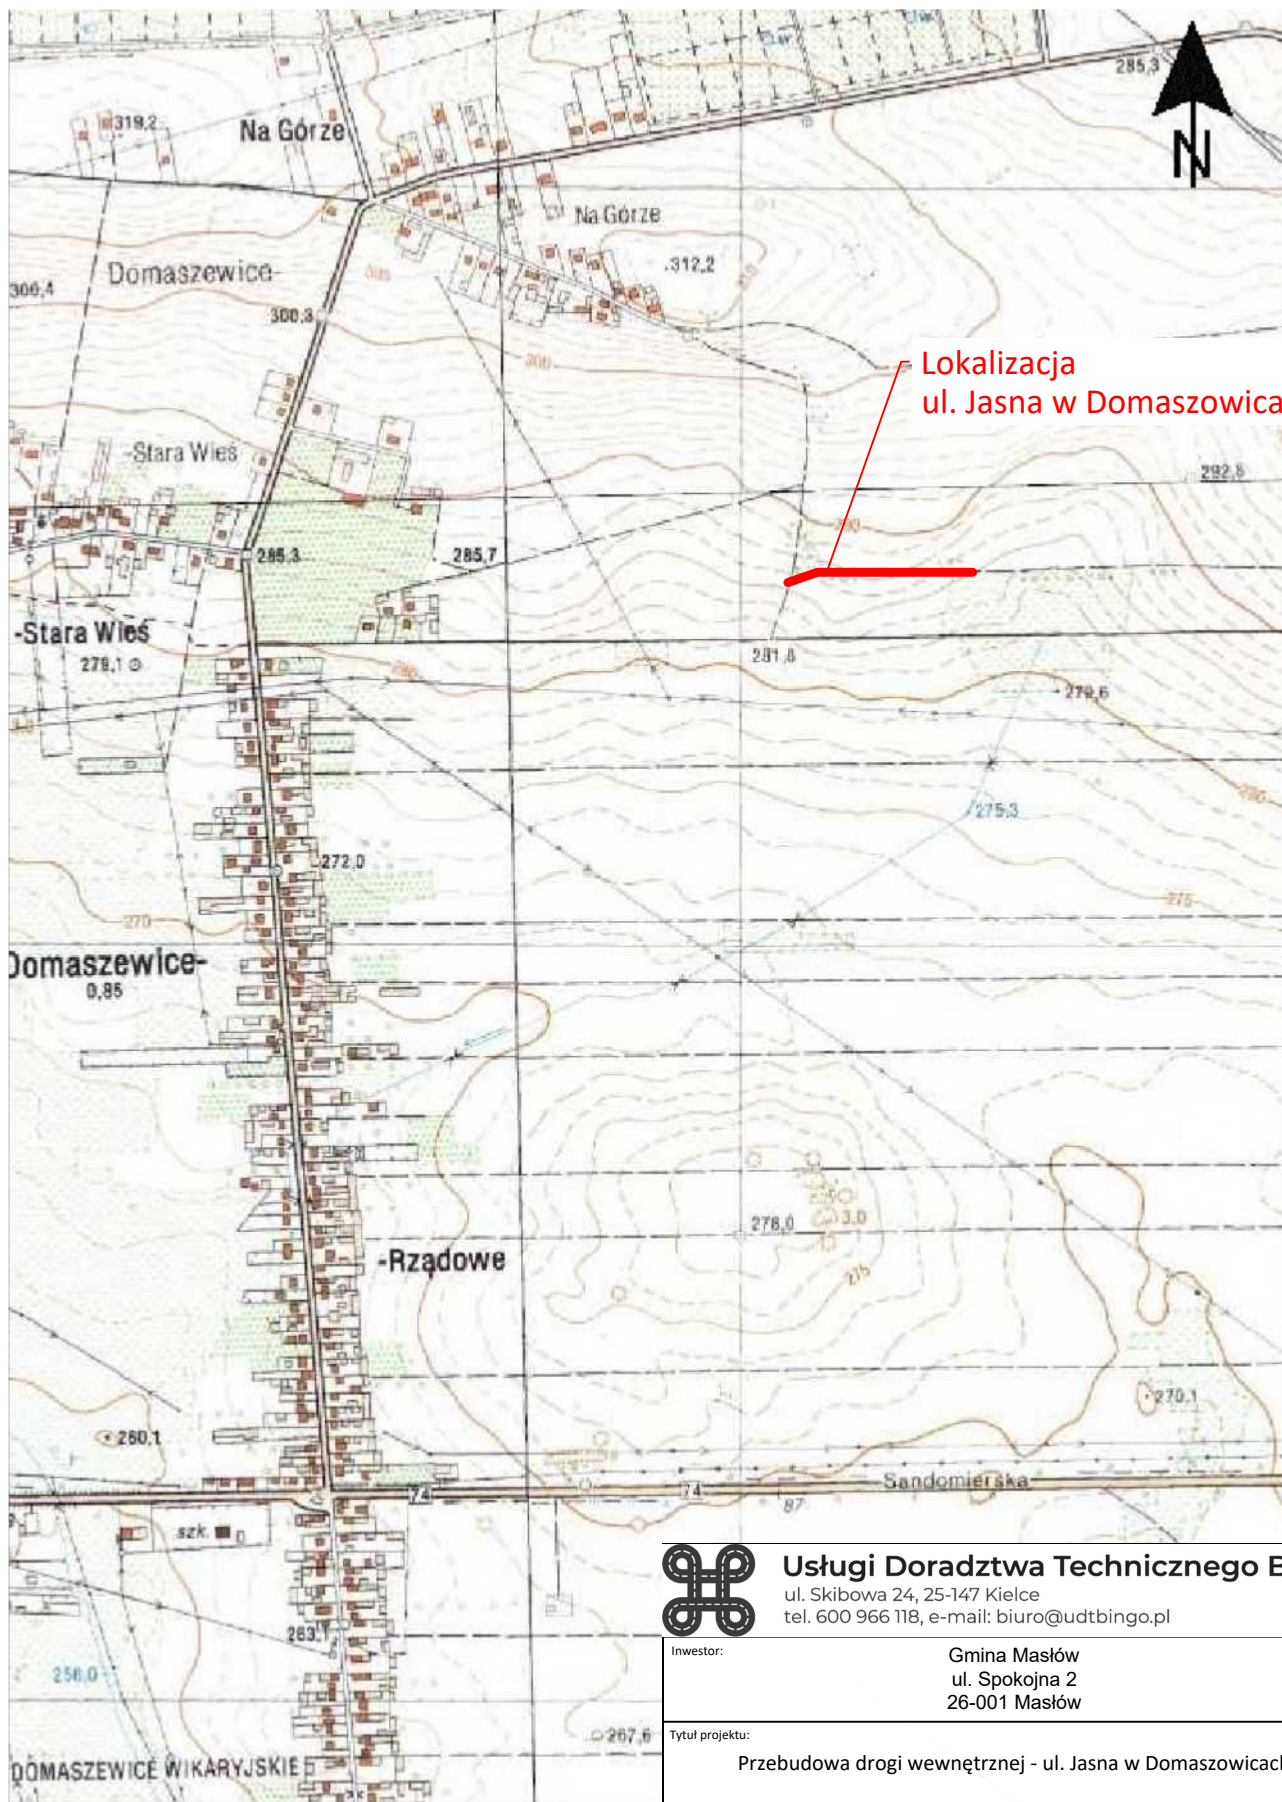 285,3
319,2
Na Górze
N
Na Górze
312,2
Domaszewice-
300,4
300,3
300
Lokalizacja
ul. Jasna w Domaszowica
-Stara Wieś
292,8
285,3
285,7
-Stara Wieś
279,1
281,8
279,6
275,3
272,0
270
275
Domaszewice-
0,85
278,0
3,0
-Rządowe
275
270,1
260,1
Sandomierska
74
74
87
szk.
263,1
258,0
267,6
DOMASZEWICE WIKARYJSKIE
Usługi Doradztwa Technicznego B
ul. Skibowa 24, 25-147 Kielce
tel. 600 966 118, e-mail: biuro@udtbingo.pl
Inwestor:
Gmina Masłów
ul. Spokojna 2
26-001 Masłów
Tytuł projektu:
Przebudowa drogi wewnętrznej - ul. Jasna w Domaszowicach